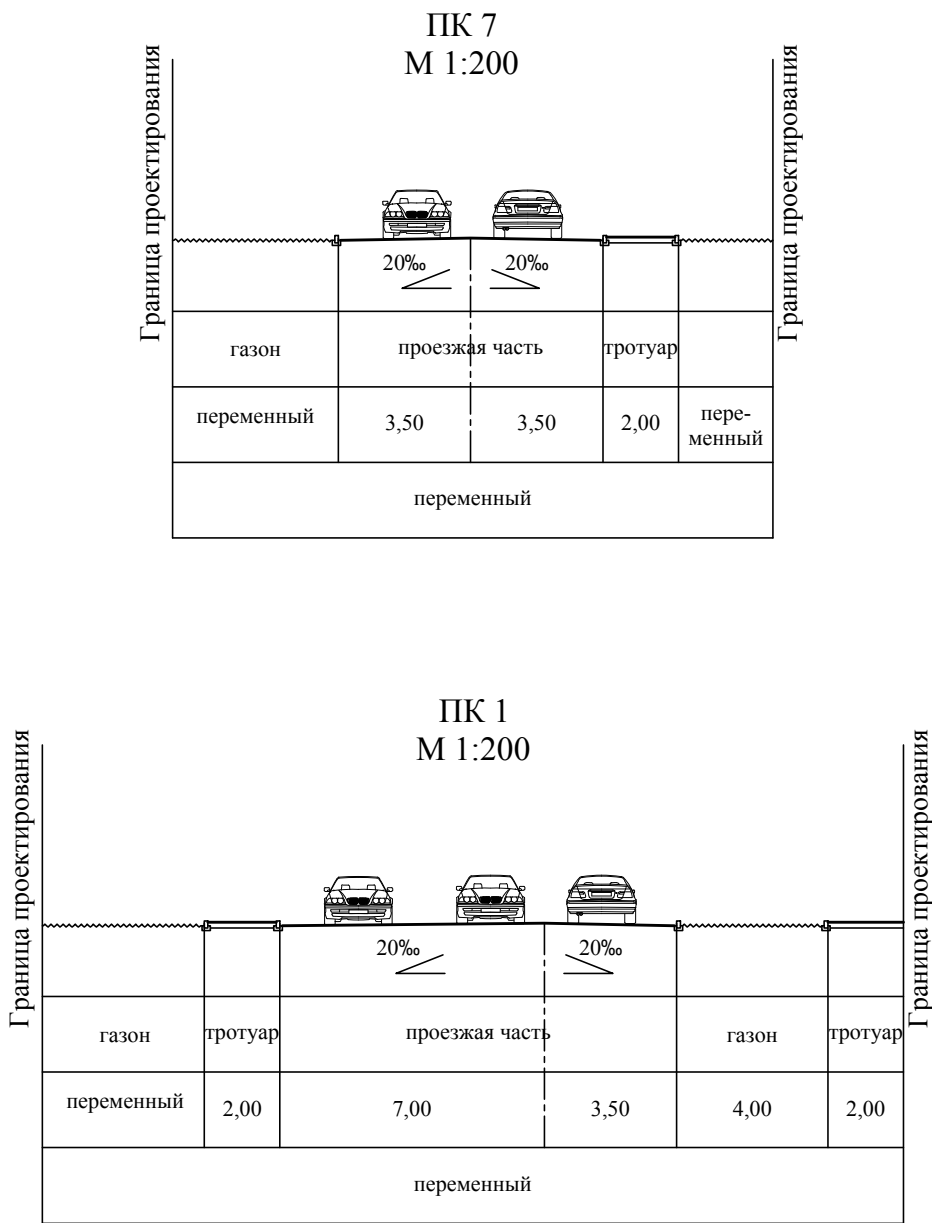 ПК 7
М 1:200
Граница проектирования
Граница проектирования
20‰ 20‰
газон проезжая часть тротуар
переменный 3,50 3,50 2,00 пере-
менный
переменный
ПК 1
М 1:200
Граница проектирования
Граница проектирования
20‰ 20‰
газон тротуар проезжая часть газон тротуар
переменный 2,00 7,00 3,50 4,00 2,00
переменный